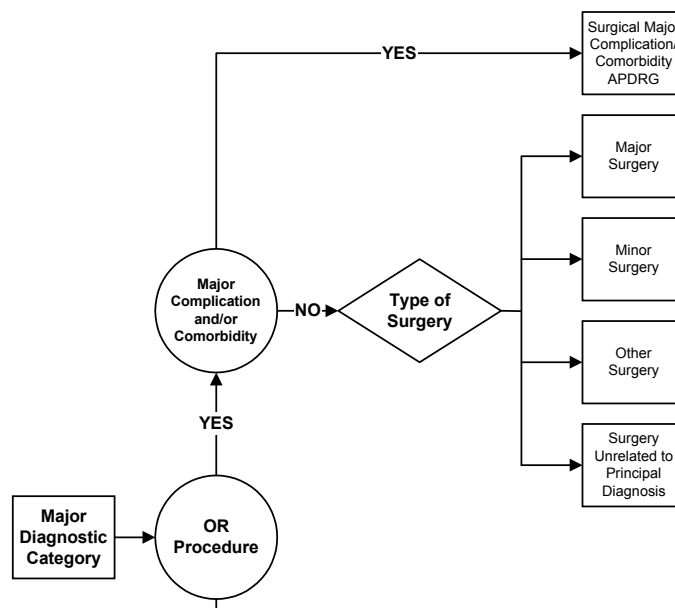 Surgical Major
Complication/
Comorbidity
APDRG
YES
Major
Surgery
Minor
Surgery
Major
Complication
and/or
Comorbidity
NO
Type of
Surgery
Other
Surgery
YES
Surgery
Unrelated to
Principal
Diagnosis
Major
Diagnostic
Category
OR
Procedure